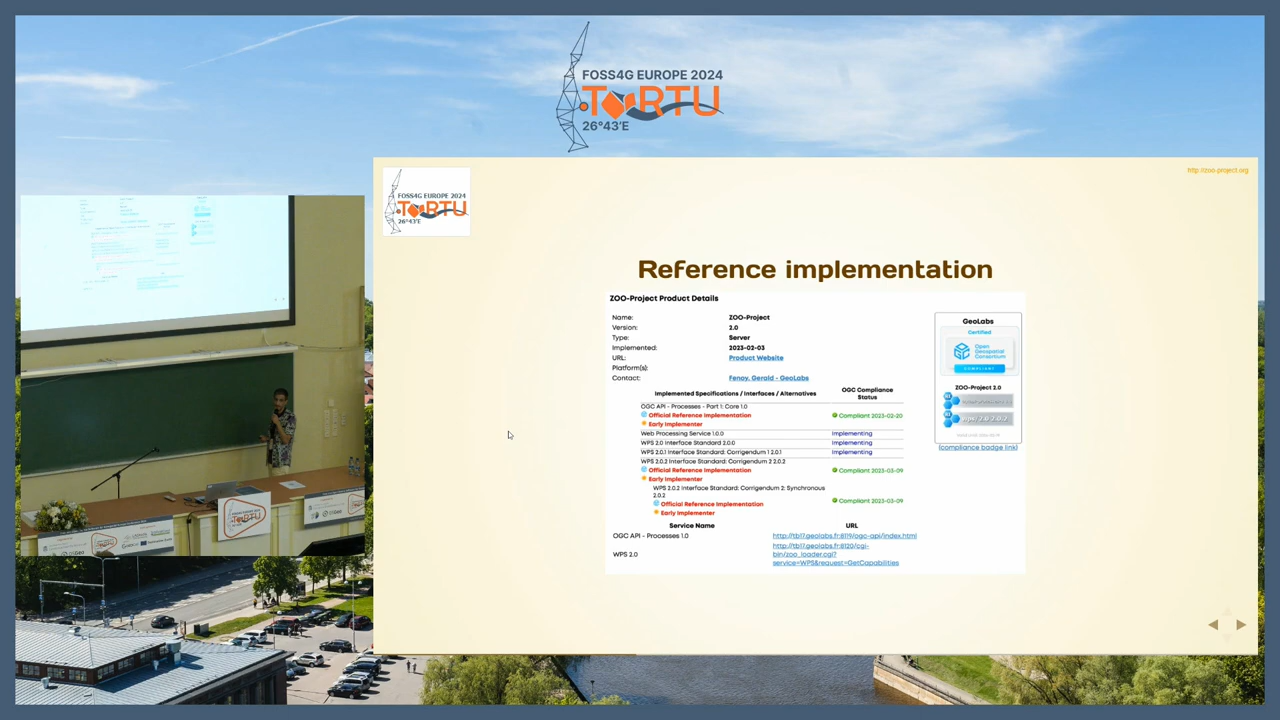 FOSS4G EUROPE 2024
TORTU
26°43'E
FOSS4G EUROPE 2024
TORTU
26°43'E
http://zoo-project.org
Reference implementation
ZOO-Project Product Details
Name: ZOO-Project
Version: 2.0
Type: Server
Implemented: 2023-02-03
URL: Product Website
Platform(s):
Contact: Fenoy, Gerald - GeoLabs
Implemented Specifications / Interfaces / Alternatives
OGC Compliance
Status
OGC API - Processes - Part 1: Core 1.0
Official Reference Implementation
Compliant 2023-02-20
Early Implementer
Web Processing Service 1.0.0 Implementing
WPS 2.0 Interface Standard 2.0.0 Implementing
WPS 2.0.1 Interface Standard: Corrigendum 1 2.0.1 Implementing
WPS 2.0.2 Interface Standard: Corrigendum 2 2.0.2
Official Reference Implementation
Compliant 2023-03-09
Early Implementer
WPS 2.0.2 Interface Standard: Corrigendum 2: Synchronous
2.0.2
Compliant 2023-03-09
Official Reference Implementation
Early Implementer
Service Name URL
OGC API - Processes 1.0 http://tb17.geolabs.fr:8119/ogc-api/index.html
WPS 2.0
http://tb17.geolabs.fr:8120/cgi-
bin/zoo_loader.cgi?
service=WPS&request=GetCapabilities
GeoLabs
Certified
Open
Geospatial
Consortium
COMPLIANT
ZOO-Project 2.0
wps/2.0 2.0.2
(compliance badge link)